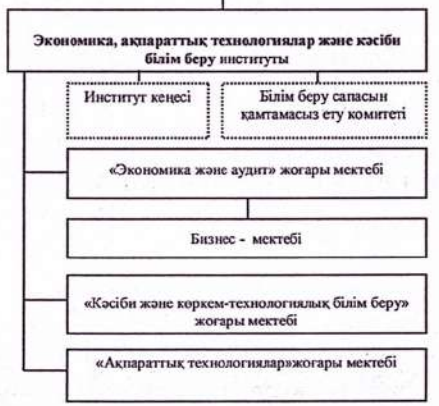 Экономика, ақпараттық технологиялар және кәсіби
білім беру институты
Институт кеңесі
Білім беру сапасын
қамтамасыз ету комитеті
«Экономика және аудит» жоғары мектебі
Бизнес - мектебі
«Кәсіби және көркем-технологиялық білім беру»
жоғары мектебі
«Ақпараттық технологиялар»жоғары мектебі